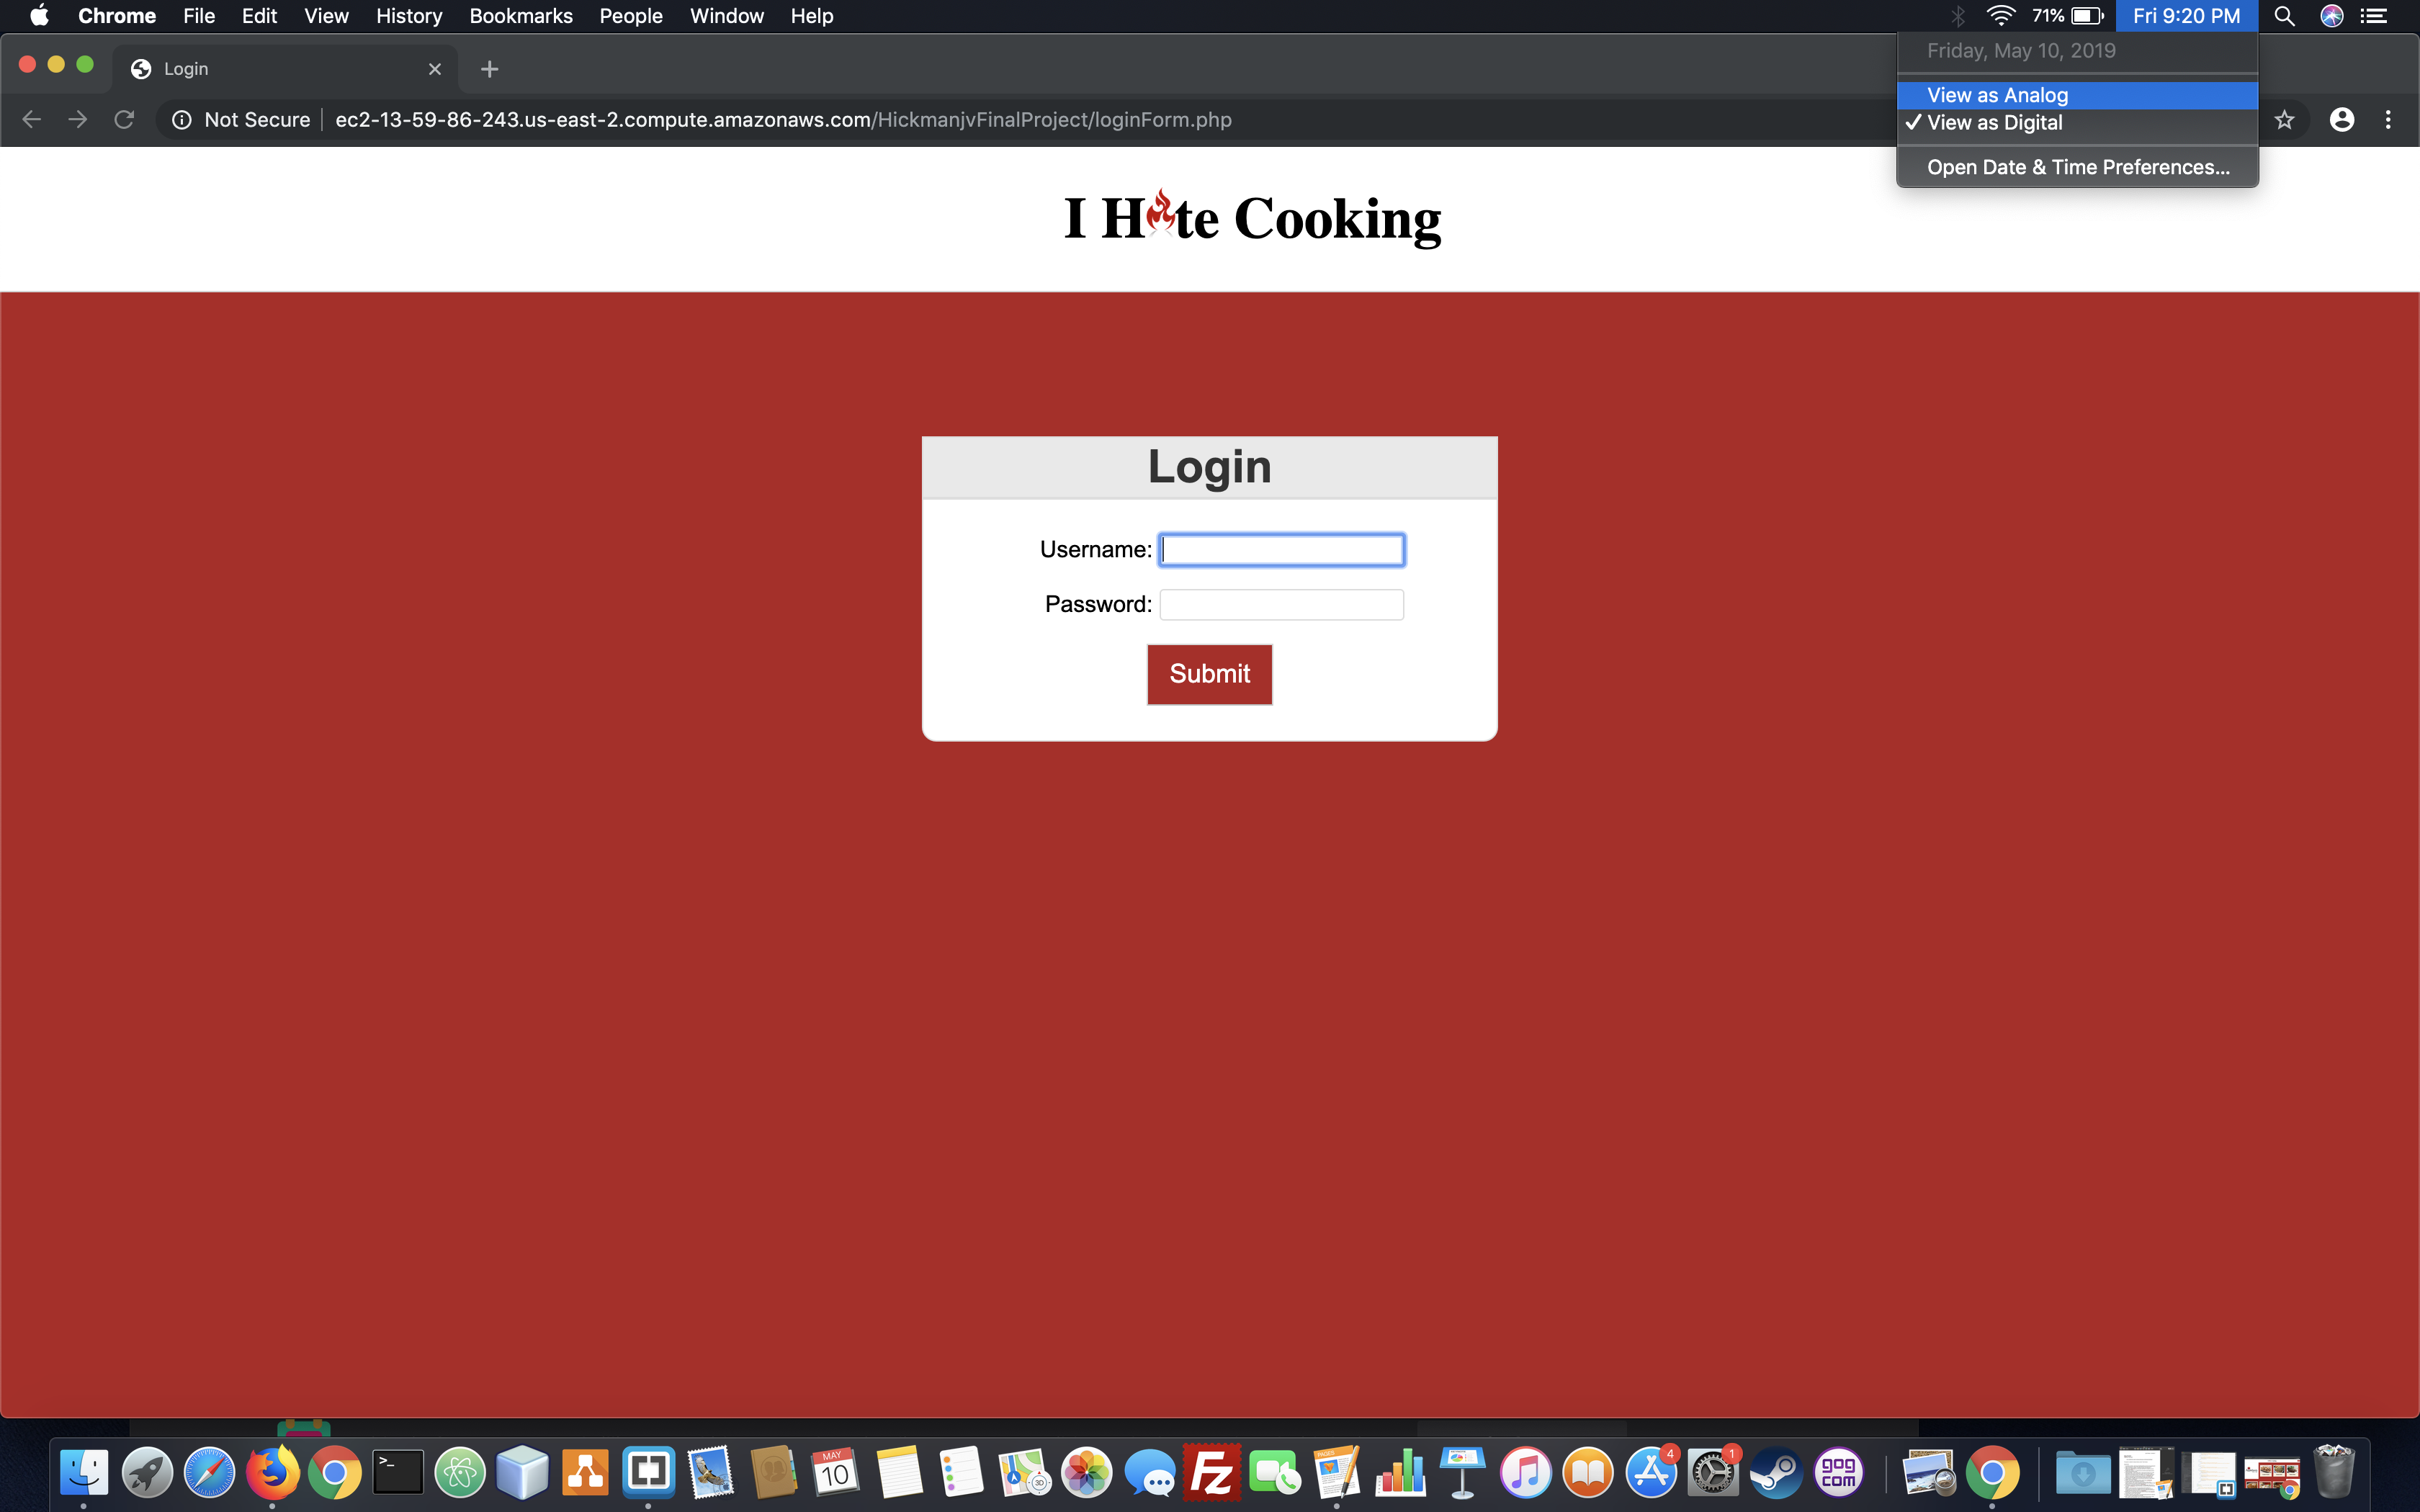 Chrome File Edit View History Bookmarks People Window Help 71% Fri 9:20 PM
Friday, May 10, 2019
Login
View as Analog
✓ View as Digital
Open Date & Time Preferences...
Not Secure ec2-13-59-86-243.us-east-2.compute.amazonaws.com/HickmanjvFinalProject/loginForm.php
I H te Cooking
Login
Username:
Password:
Submit
MAY
10
3D
PAGES
Fz
4
1
gog
com